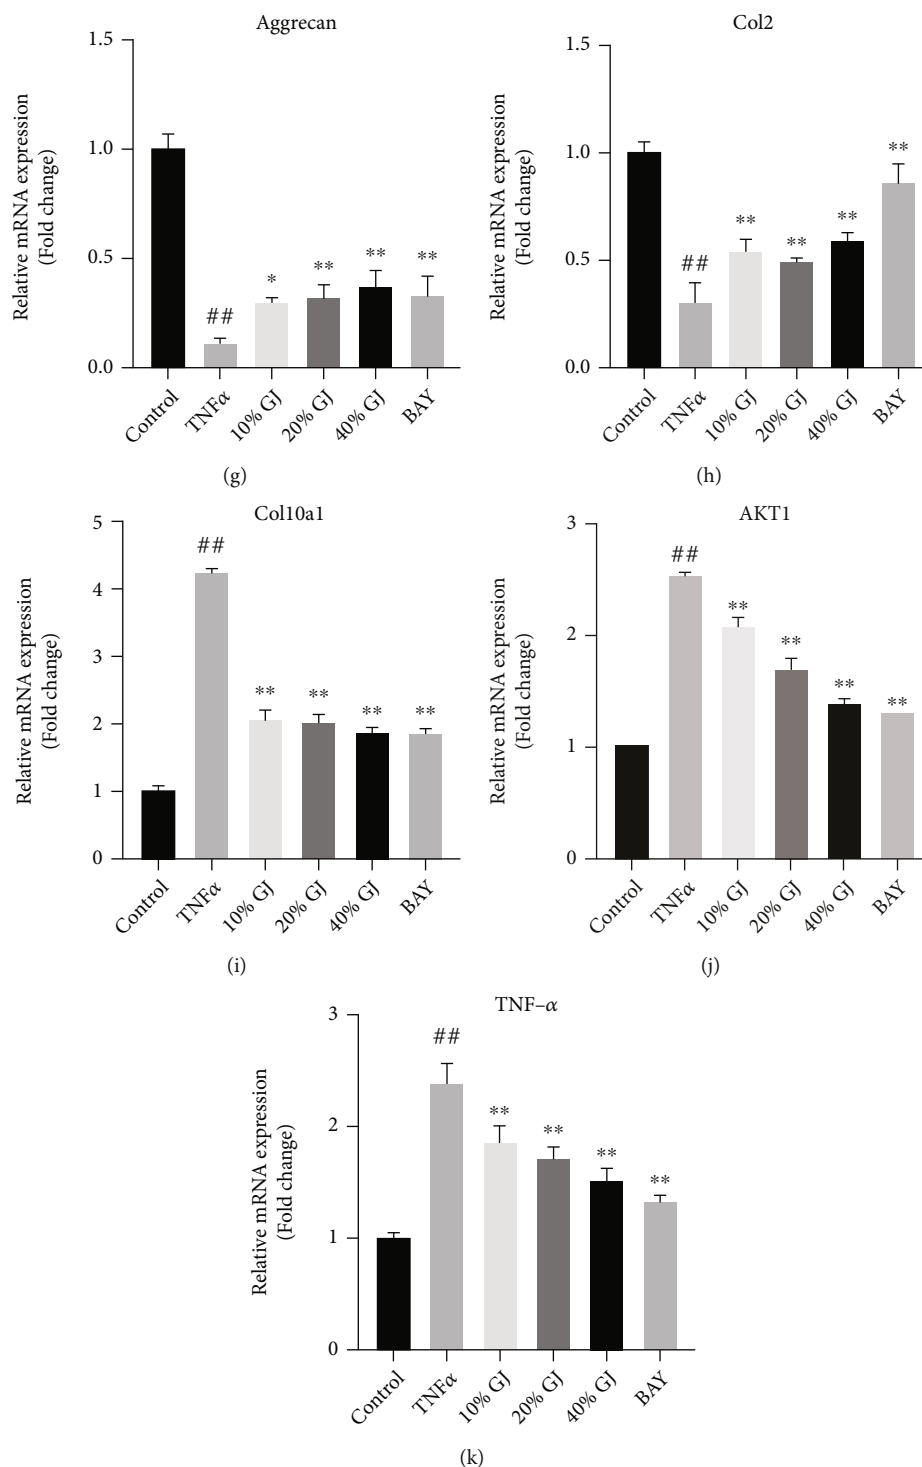 Aggrecan
Relative mRNA expression
(Fold change)
1.5
1.0
0.5
0.0
##
*
**
**
**
Control
TNFα
10% GJ
20% GJ
40% GJ
BAY
(g)
Col2
Relative mRNA expression
(Fold change)
1.5
1.0
0.5
0.0
##
**
**
**
**
Control
TNFα
10% GJ
20% GJ
40% GJ
BAY
(h)
Col10a1
Relative mRNA expression
(Fold change)
5
4
3
2
1
0
##
**
**
**
**
Control
TNFα
10% GJ
20% GJ
40% GJ
BAY
(i)
AKT1
Relative mRNA expression
(Fold change)
3
2
1
0
##
**
**
**
**
Control
TNFα
10% GJ
20% GJ
40% GJ
BAY
(j)
TNF–α
Relative mRNA expression
(Fold change)
3
2
1
0
##
**
**
**
**
Control
TNFα
10% GJ
20% GJ
40% GJ
BAY
(k)